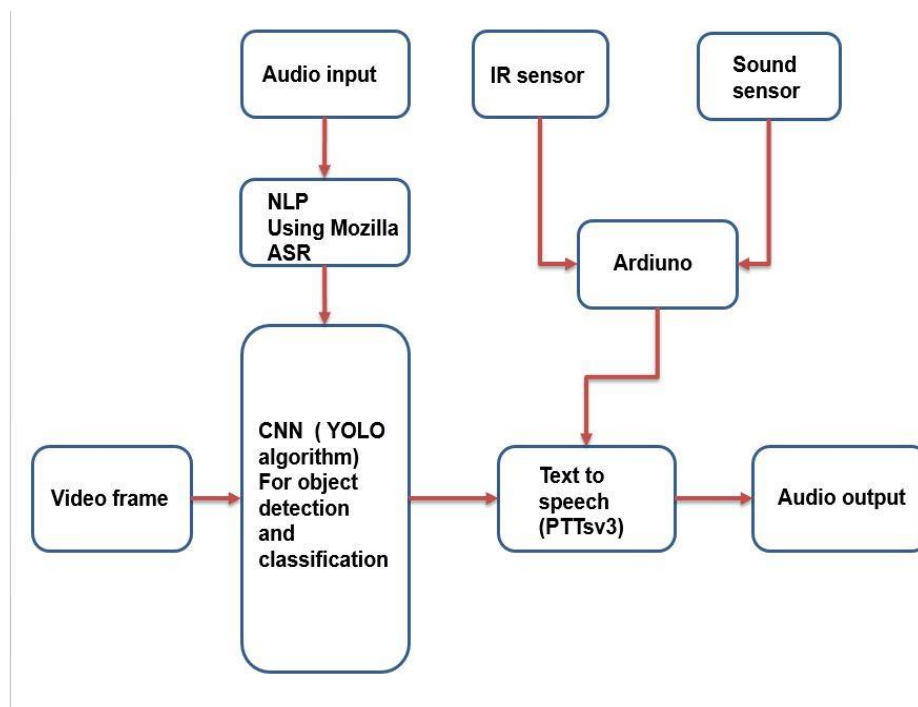 Audio input
IR sensor
Sound
sensor
NLP
Using Mozilla
ASR
Ardiuno
CNN ( YOLO
algorithm)
For object
detection
and
classification
Video frame
Text to
speech
(PTTsv3)
Audio output